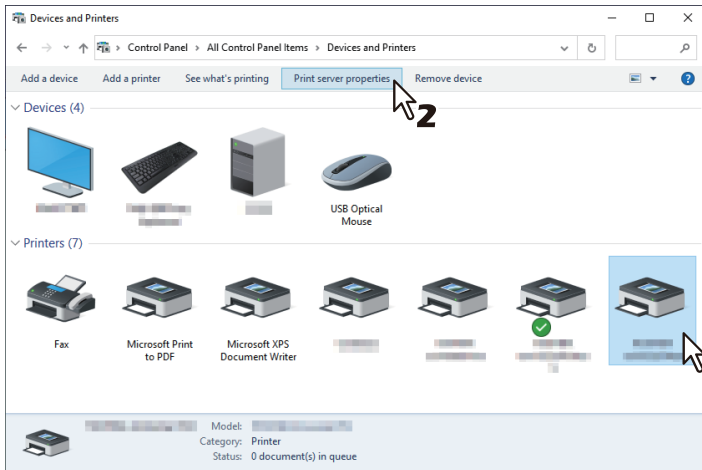 Devices and Printers
Control Panel > All Control Panel Items > Devices and Printers
Add a device Add a printer See what's printing Print server properties Remove device
2
Devices (4)
USB Optical
Mouse
Printers (7)
Fax Microsoft Print Microsoft XPS
to PDF Document Writer
Model:
Category: Printer
Status: 0 document(s) in queue